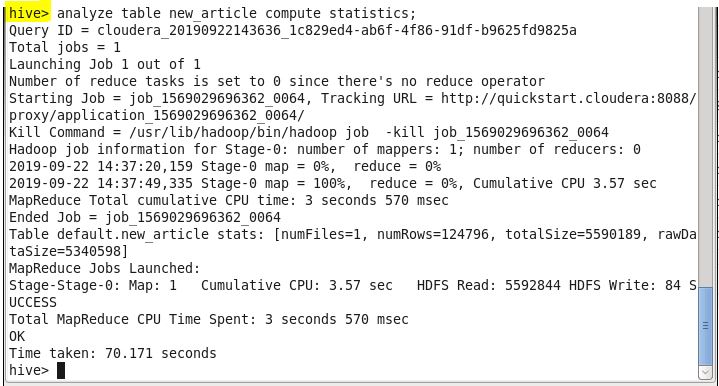 hive> analyze table new_article compute statistics;
Query ID = cloudera_20190922143636_1c829ed4-ab6f-4f86-91df-b9625fd9825a
Total jobs = 1
Launching Job 1 out of 1
Number of reduce tasks is set to 0 since there's no reduce operator
Starting Job = job_1569029696362_0064, Tracking URL = http://quickstart.cloudera:8088/
proxy/application_1569029696362_0064/
Kill Command = /usr/lib/hadoop/bin/hadoop job  -kill job_1569029696362_0064
Hadoop job information for Stage-0: number of mappers: 1; number of reducers: 0
2019-09-22 14:37:20,159 Stage-0 map = 0%,  reduce = 0%
2019-09-22 14:37:49,335 Stage-0 map = 100%,  reduce = 0%, Cumulative CPU 3.57 sec
MapReduce Total cumulative CPU time: 3 seconds 570 msec
Ended Job = job_1569029696362_0064
Table default.new_article stats: [numFiles=1, numRows=124796, totalSize=5590189, rawDa
taSize=5340598]
MapReduce Jobs Launched:
Stage-Stage-0: Map: 1   Cumulative CPU: 3.57 sec   HDFS Read: 5592844 HDFS Write: 84 S
UCCESS
Total MapReduce CPU Time Spent: 3 seconds 570 msec
OK
Time taken: 70.171 seconds
hive>